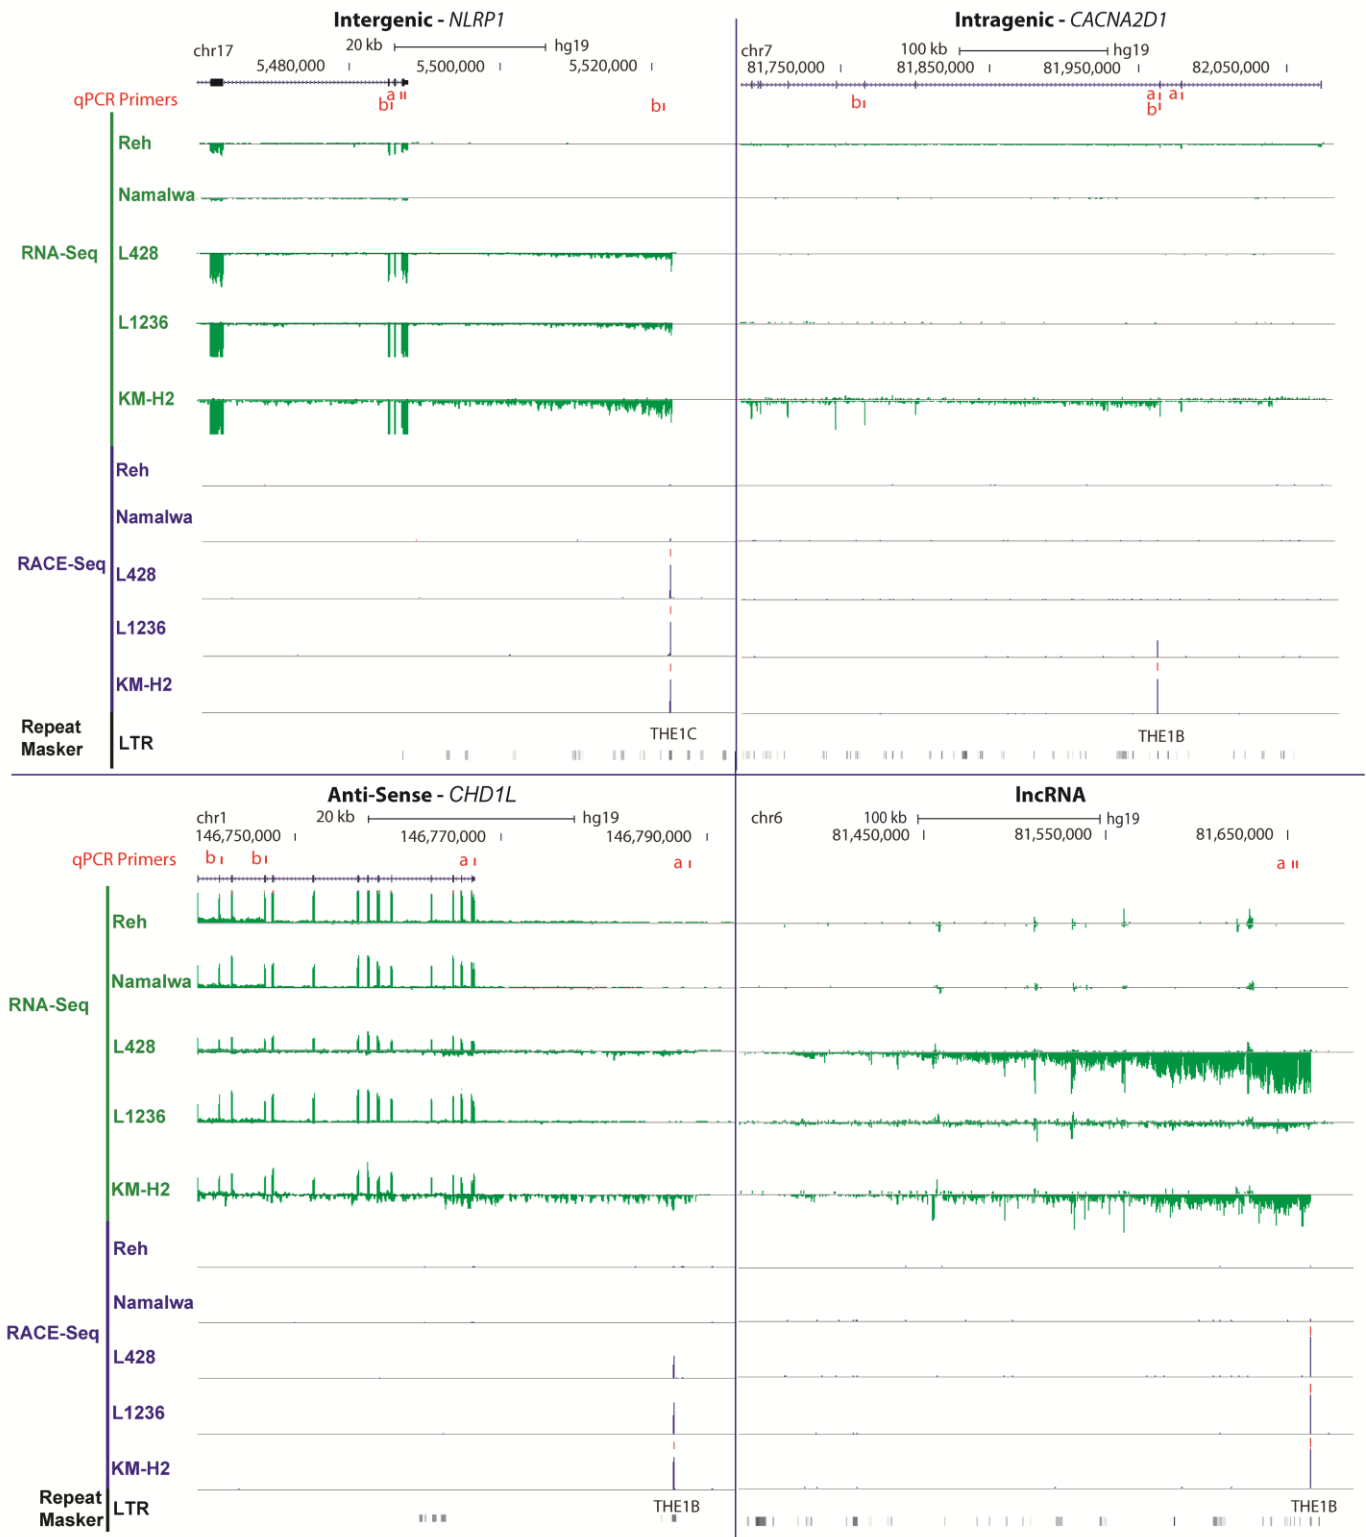 Intergenic - NLRP1
chr17 20 kb hg19
5,480,000 5,500,000 5,520,000
qPCR Primers b a b
RNA-Seq
Reh
Namalwa
L428
L1236
KM-H2
RACE-Seq
Reh
Namalwa
L428
L1236
KM-H2
Repeat Masker LTR THE1C
Intragenic - CACNA2D1
chr7 100 kb hg19
81,750,000 81,850,000 81,950,000 82,050,000
b a a
b
THE1B
Anti-Sense - CHD1L
chr1 20 kb hg19
146,750,000 146,770,000 146,790,000
qPCR Primers b b a a
RNA-Seq
Reh
Namalwa
L428
L1236
KM-H2
RACE-Seq
Reh
Namalwa
L428
L1236
KM-H2
Repeat Masker LTR THE1B
lncRNA
chr6 100 kb hg19
81,450,000 81,550,000 81,650,000
a
THE1B